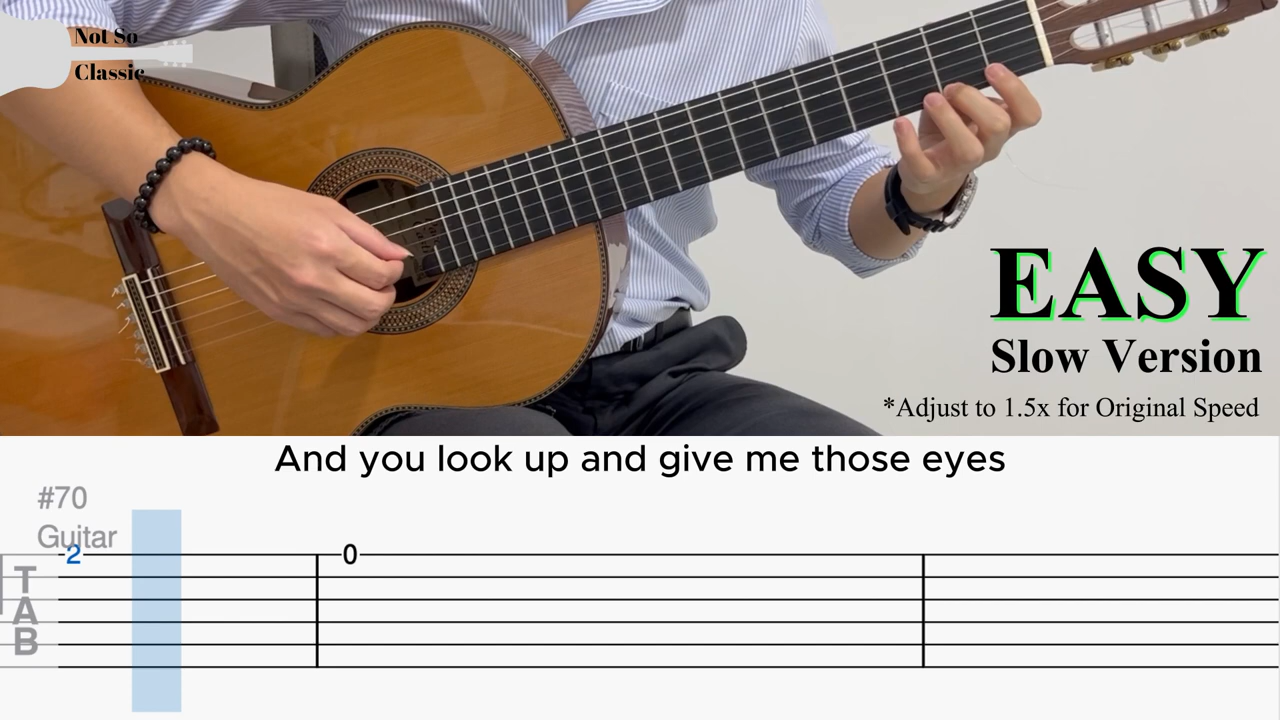 Not So
Classic
EASY
Slow Version
*Adjust to 1.5x for Original Speed
And you look up and give me those eyes
#70
Guitar
2
0
T
A
B